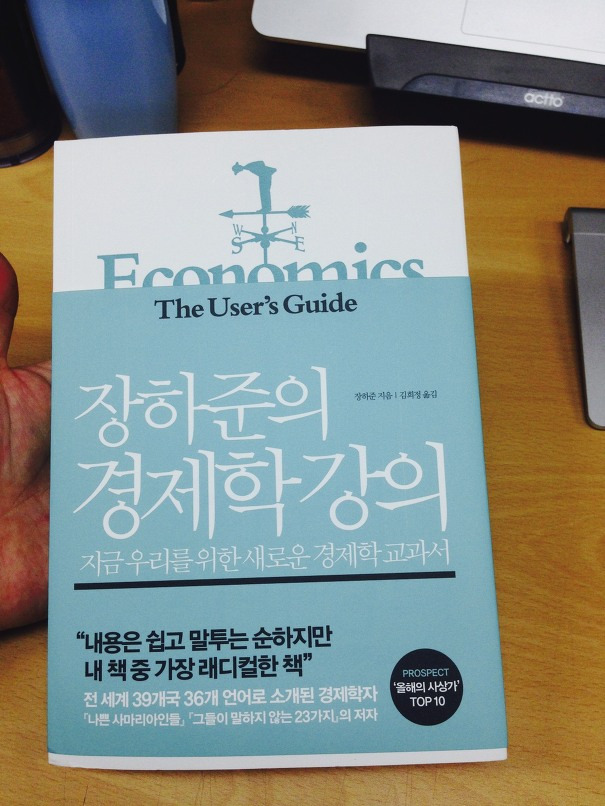 actto
W N
S E
Economics
The User's Guide
장하준의
장하준 지음 | 김희정 옮김
경제학 강의
지금 우리를 위한 새로운 경제학 교과서
“내용은 쉽고 말투는 순하지만
내 책 중 가장 래디컬한 책”
전 세계 39개국 36개 언어로 소개된 경제학자
『나쁜 사마리아인들』, 『그들이 말하지 않는 23가지』의 저자
PROSPECT
‘올해의 사상가’
TOP 10